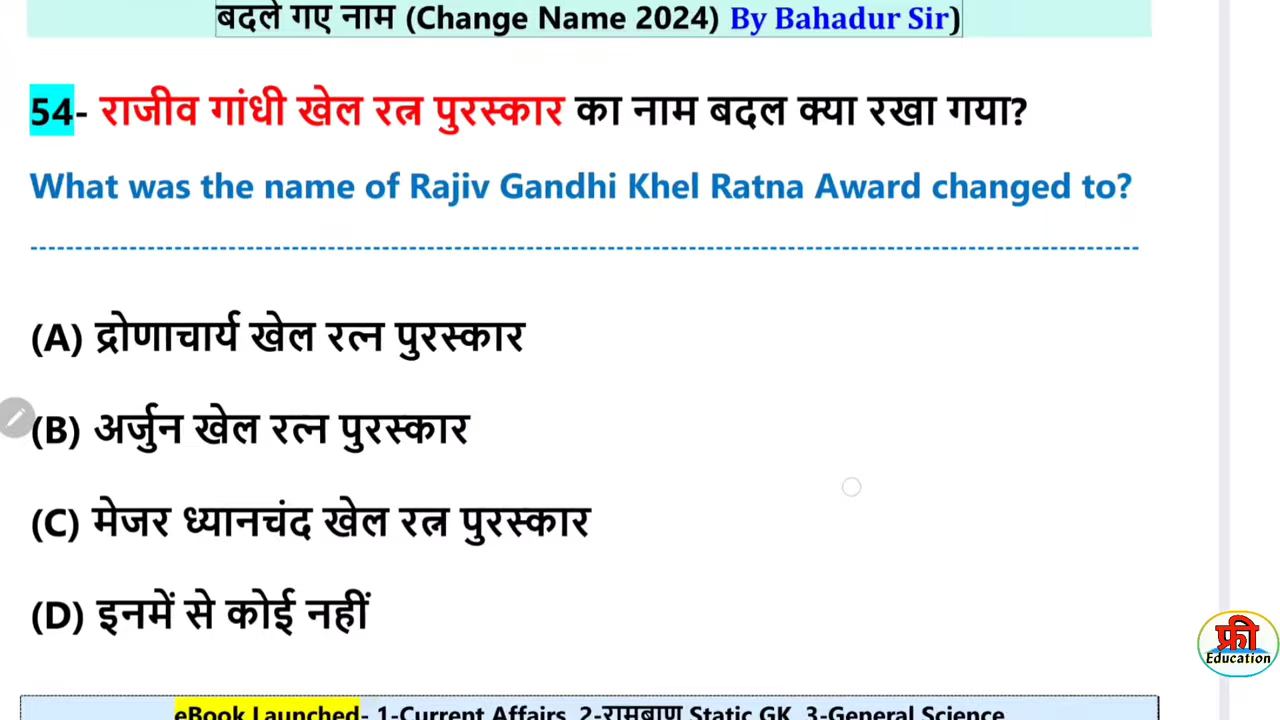 बदले गए नाम (Change Name 2024) By Bahadur Sir)
54- राजीव गांधी खेल रत्न पुरस्कार का नाम बदल क्या रखा गया?
What was the name of Rajiv Gandhi Khel Ratna Award changed to?
(A) द्रोणाचार्य खेल रत्न पुरस्कार
(B) अर्जुन खेल रत्न पुरस्कार
(C) मेजर ध्यानचंद खेल रत्न पुरस्कार
(D) इनमें से कोई नहीं
फ्री
Education
eBook Launched- 1-Current Affairs, 2-रामबाण Static GK, 3-General Science